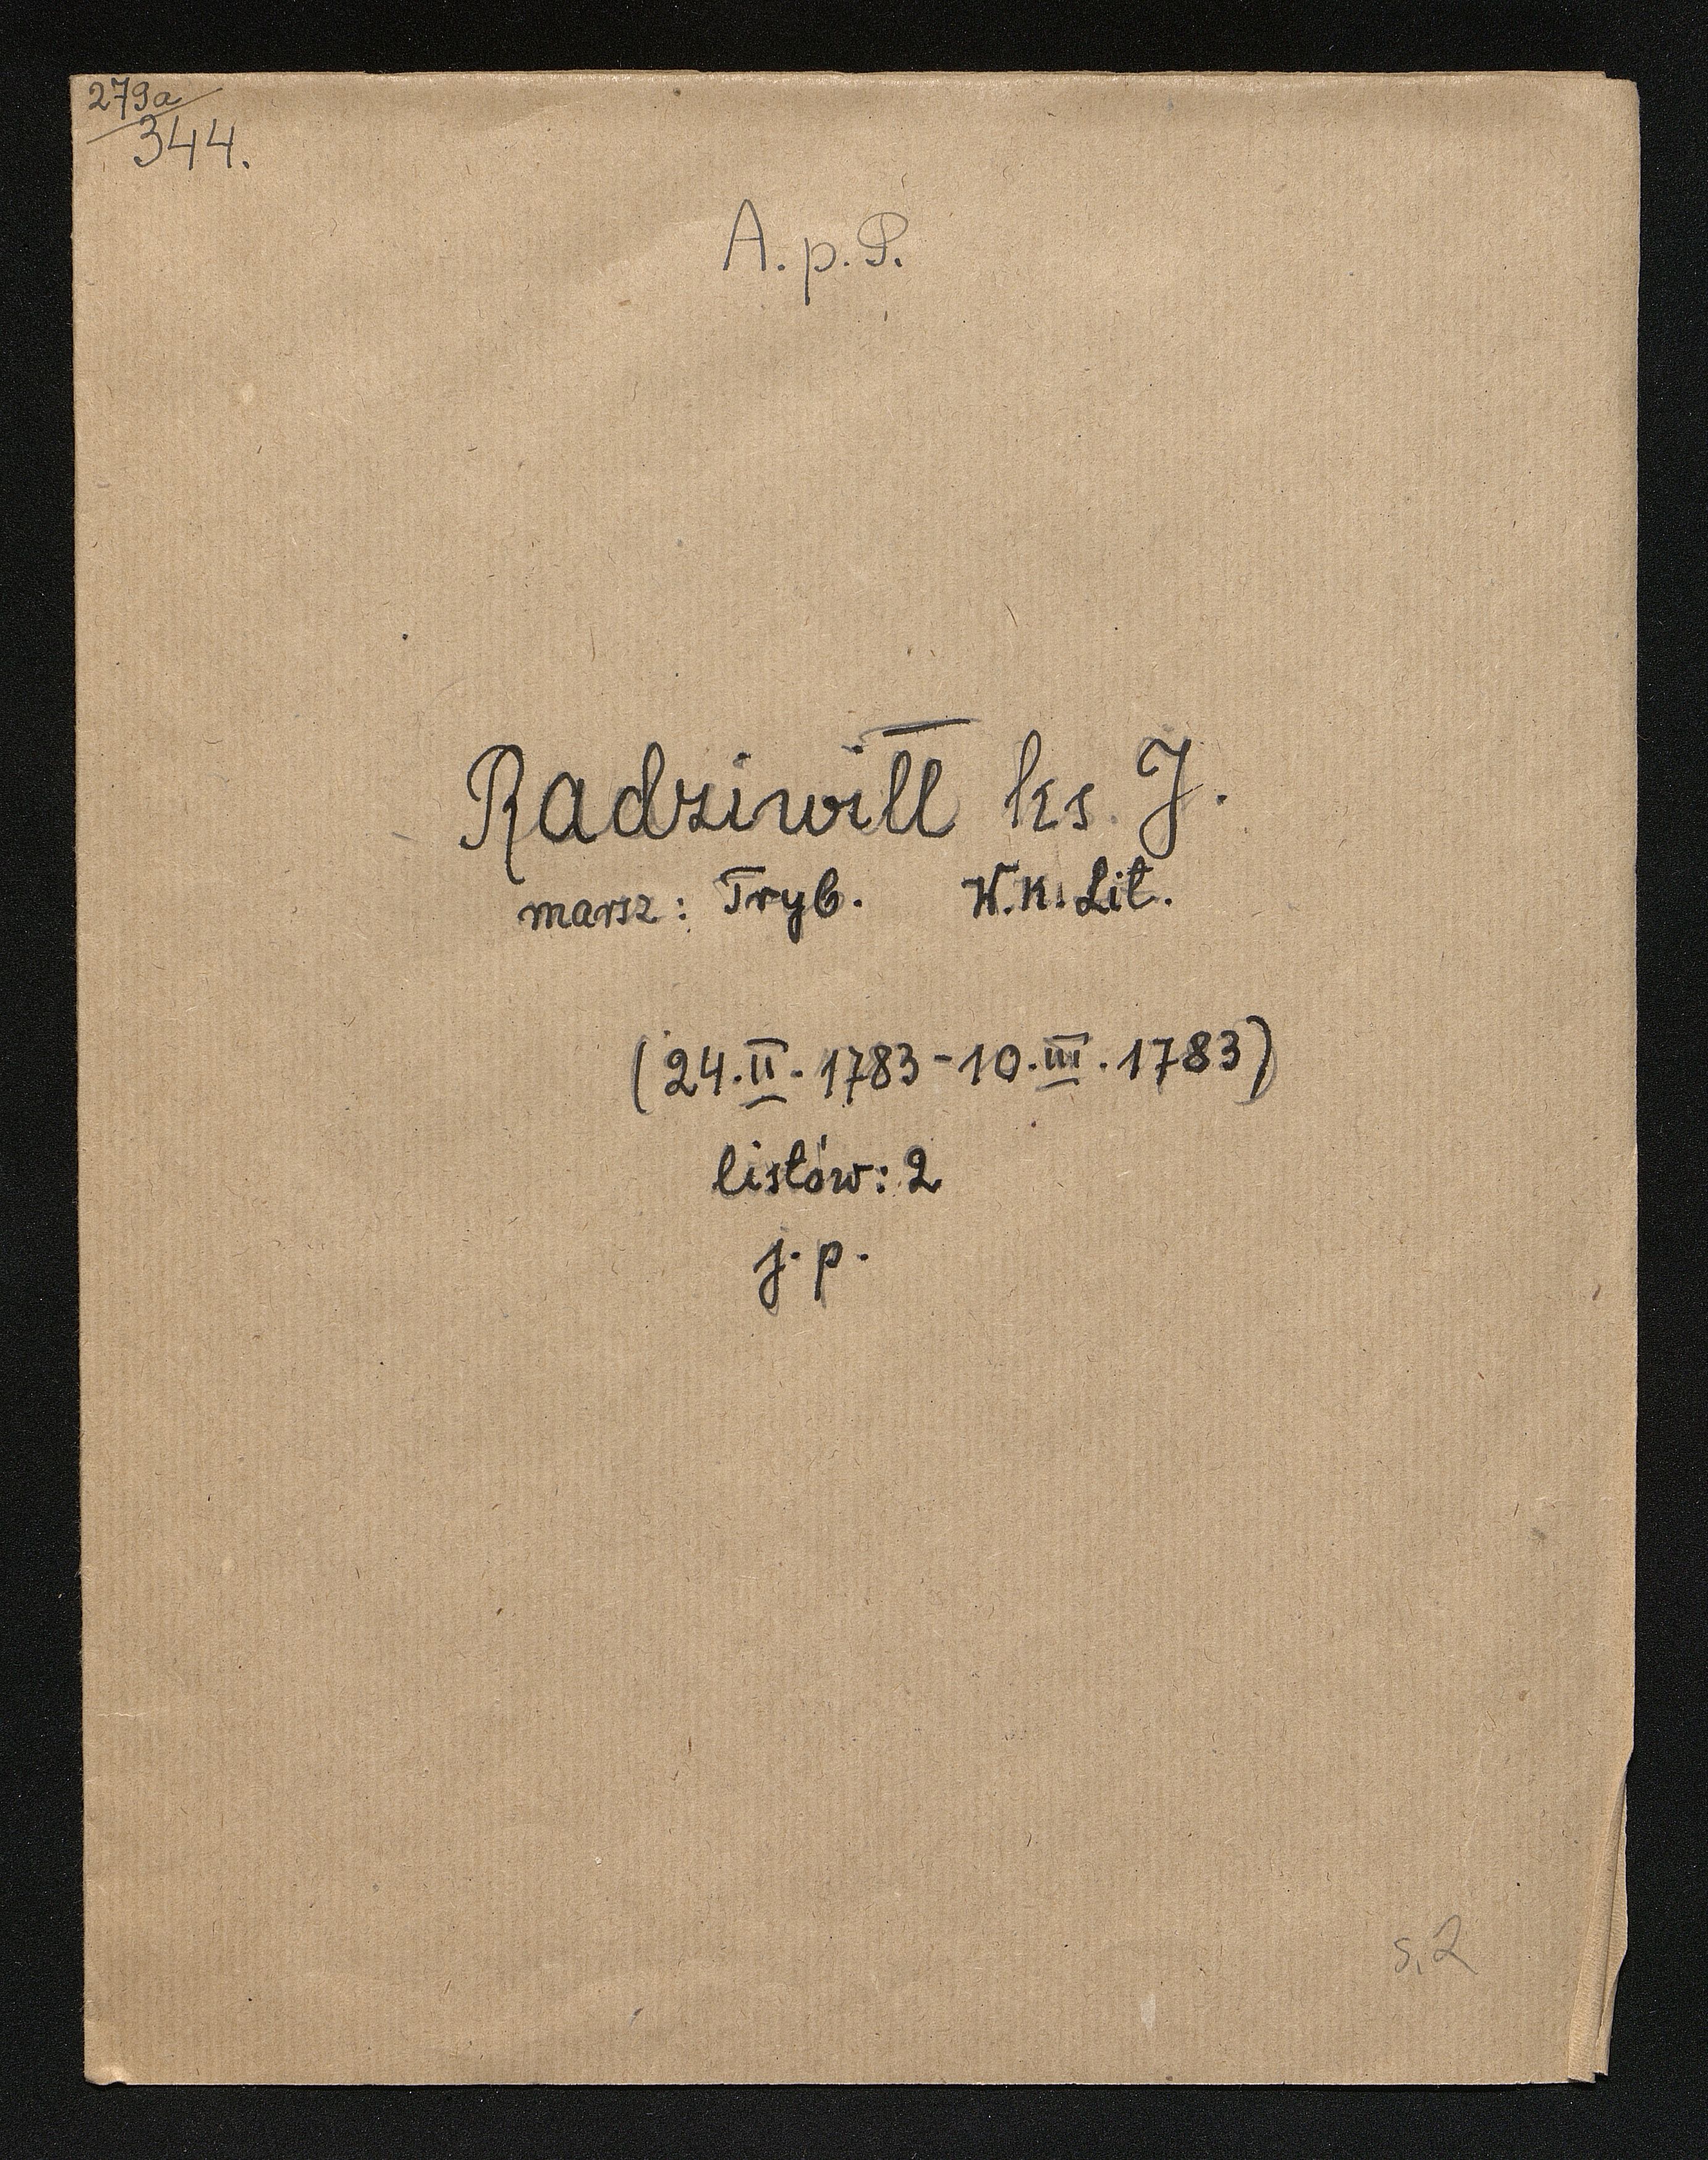 279a
344.
A. p. P.
Radziwiłł ks. J.
marsz: Tryb. W.K. Lit.
(24.II. 1783-10.III. 1783)
listów: 2
j. p.
s. 2